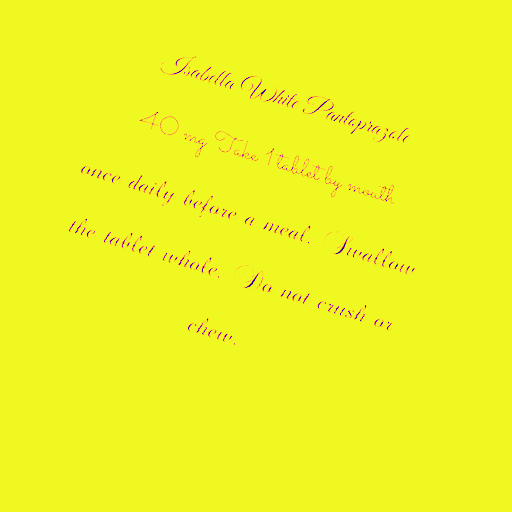 Isabella White Pantoprazole
40 mg Take 1 tablet by mouth
once daily before a meal. Swallow
the tablet whole. Do not crush or
chew.